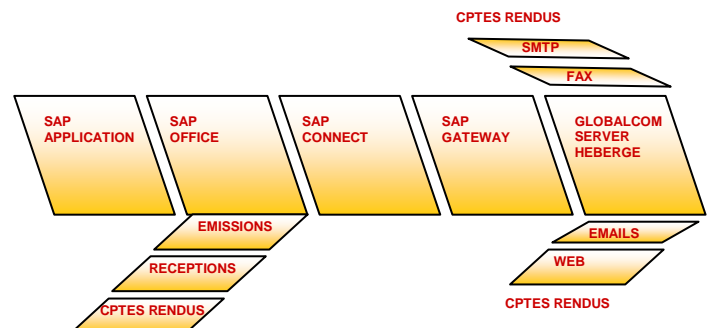 CPTES RENDUS
SMTP
FAX
SAP
APPLICATION
SAP
OFFICE
SAP
CONNECT
SAP
GATEWAY
GLOBALCOM
SERVER
HEBERGE
EMISSIONS
RECEPTIONS
CPTES RENDUS
EMAILS
WEB
CPTES RENDUS